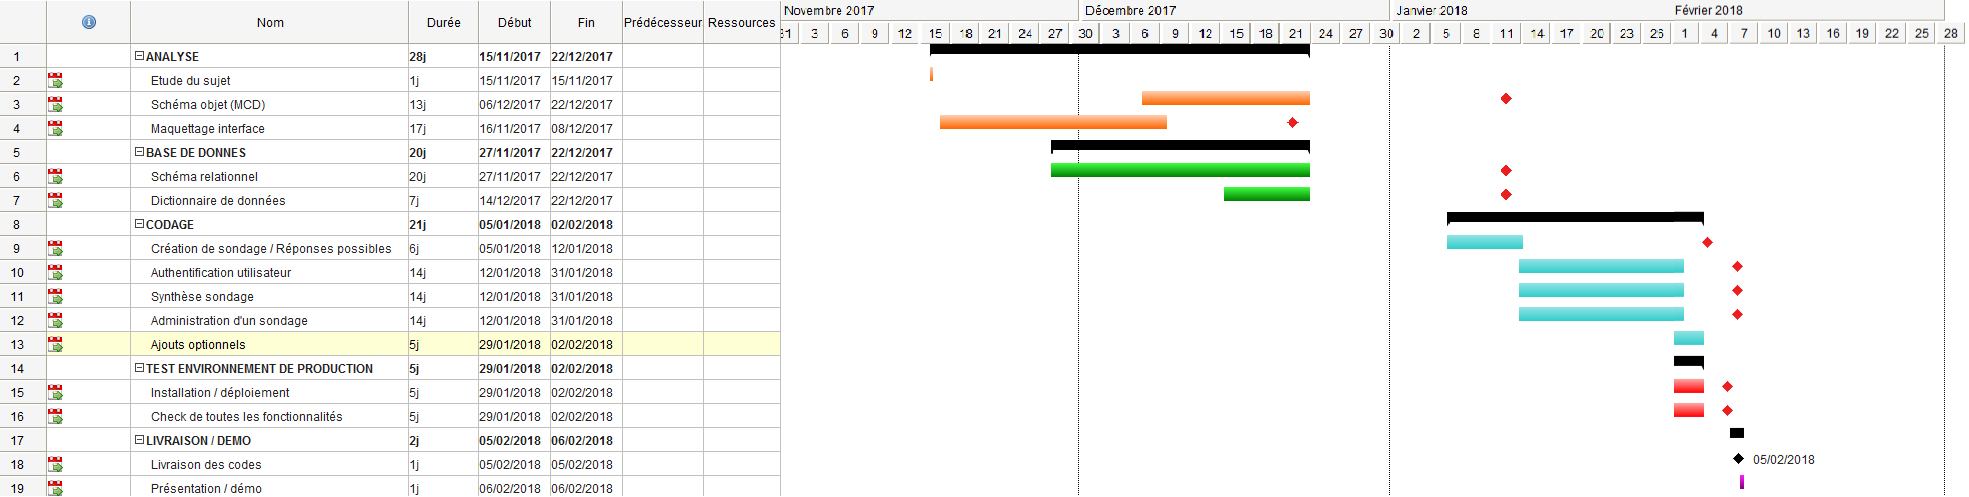 Nom Durée Début Fin Prédécesseur Ressources Novembre 2017 Décembre 2017 Janvier 2018 Février 2018
31 3 6 9 12 15 18 21 24 27 30 3 6 9 12 15 18 21 24 27 30 2 5 8 11 14 17 20 23 26 1 4 7 10 13 16 19 22 25 28
1 ANALYSE 28j 15/11/2017 22/12/2017
2 Etude du sujet 1j 15/11/2017 15/11/2017
3 Schéma objet (MCD) 13j 06/12/2017 22/12/2017
4 Maquettage interface 17j 16/11/2017 08/12/2017
5 BASE DE DONNES 20j 27/11/2017 22/12/2017
6 Schéma relationnel 20j 27/11/2017 22/12/2017
7 Dictionnaire de données 7j 14/12/2017 22/12/2017
8 CODAGE 21j 05/01/2018 02/02/2018
9 Création de sondage / Réponses possibles 6j 05/01/2018 12/01/2018
10 Authentification utilisateur 14j 12/01/2018 31/01/2018
11 Synthèse sondage 14j 12/01/2018 31/01/2018
12 Administration d'un sondage 14j 12/01/2018 31/01/2018
13 Ajouts optionnels 5j 29/01/2018 02/02/2018
14 TEST ENVIRONNEMENT DE PRODUCTION 5j 29/01/2018 02/02/2018
15 Installation / déploiement 5j 29/01/2018 02/02/2018
16 Check de toutes les fonctionnalités 5j 29/01/2018 02/02/2018
17 LIVRAISON / DEMO 2j 05/02/2018 06/02/2018
18 Livraison des codes 1j 05/02/2018 05/02/2018 05/02/2018
19 Présentation / démo 1j 06/02/2018 06/02/2018